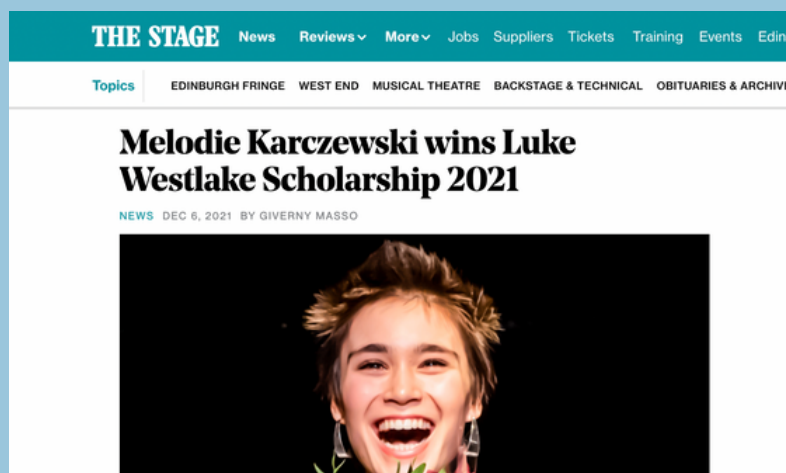 THE STAGE News Reviews More Jobs Suppliers Tickets Training Events
Topics EDINBURGH FRINGE WEST END MUSICAL THEATRE BACKSTAGE & TECHNICAL OBITUARIES &
Melodie Karczewski wins Luke
Westlake Scholarship 2021
NEWS DEC 6, 2021 BY GIVERNY MASSO